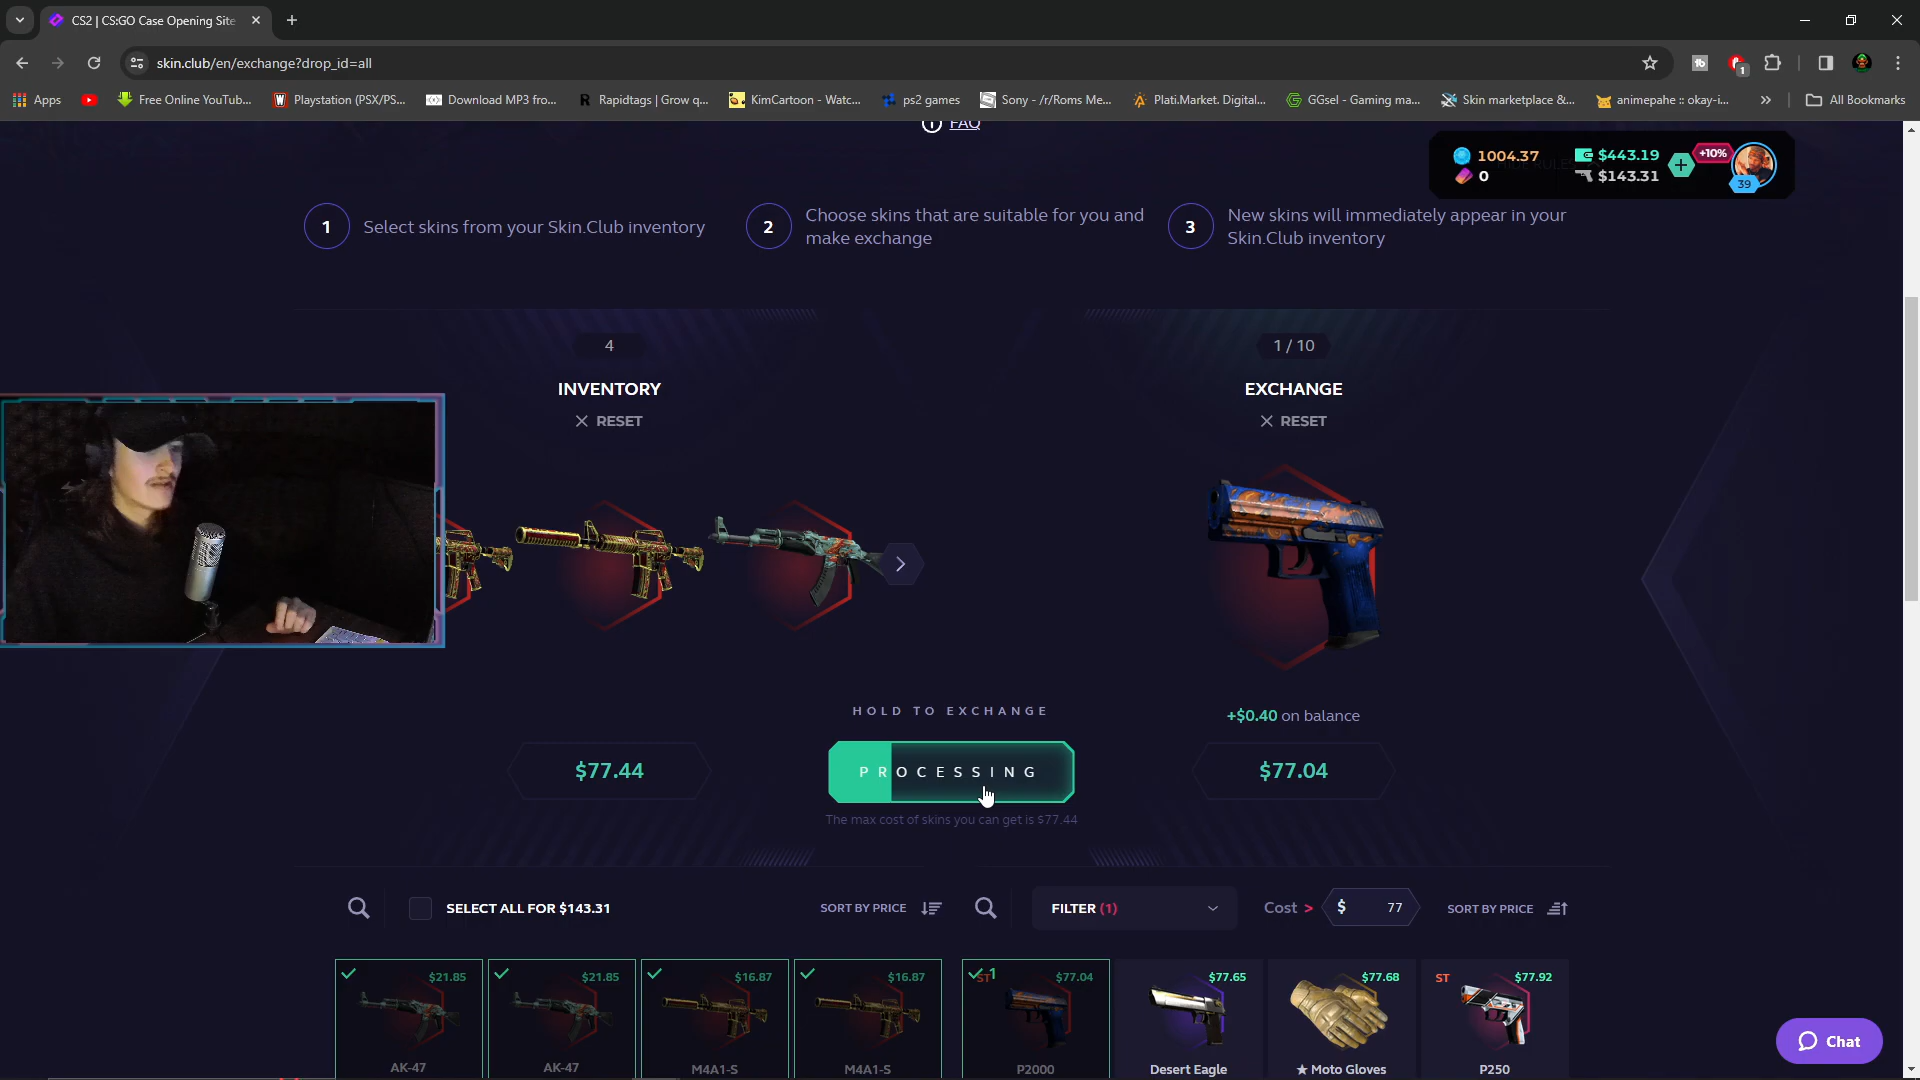 CS2 | CS:GO Case Opening Site
skin.club/en/exchange?drop_id=all
1
Apps
Free Online YouTub...
Playstation (PSX/PS...
Download MP3 fro...
Rapidtags | Grow q...
KimCartoon - Watc...
ps2 games
Sony - /r/Roms Me...
Plati.Market. Digital...
GGsel - Gaming ma...
Skin marketplace &...
animepahe :: okay-i...
All Bookmarks
FAQ
1004.37
$443.19
+10%
0
$143.31
39
1
Select skins from your Skin.Club inventory
2
Choose skins that are suitable for you and
make exchange
3
New skins will immediately appear in your
Skin.Club inventory
4
INVENTORY
RESET
1 / 10
EXCHANGE
RESET
HOLD TO EXCHANGE
+$0.40 on balance
$77.44
PROCESSING
$77.04
The max cost of skins you can get is $77.44
SELECT ALL FOR $143.31
SORT BY PRICE
FILTER (1)
Cost >
$ 77
SORT BY PRICE
$21.85
AK-47
$21.85
AK-47
$16.87
M4A1-S
$16.87
M4A1-S
1
ST
$77.04
P2000
$77.65
Desert Eagle
$77.68
★ Moto Gloves
ST
$77.92
P250
Chat